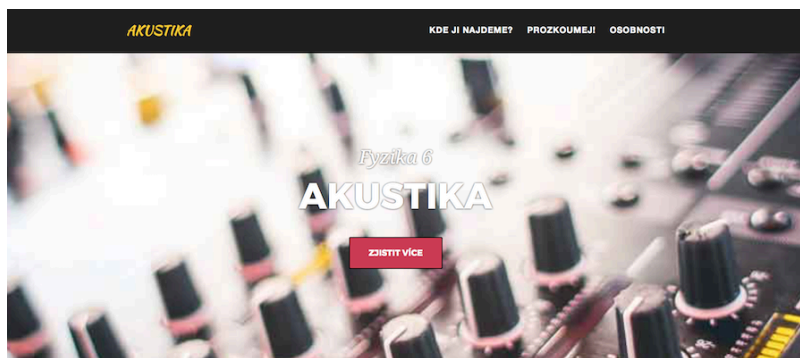 AKUSTIKA KDE JI NAJDEME? PROZKOUMEJ! OSOBNOSTI
Fyzika 6
AKUSTIKA
ZJISTIT VÍCE